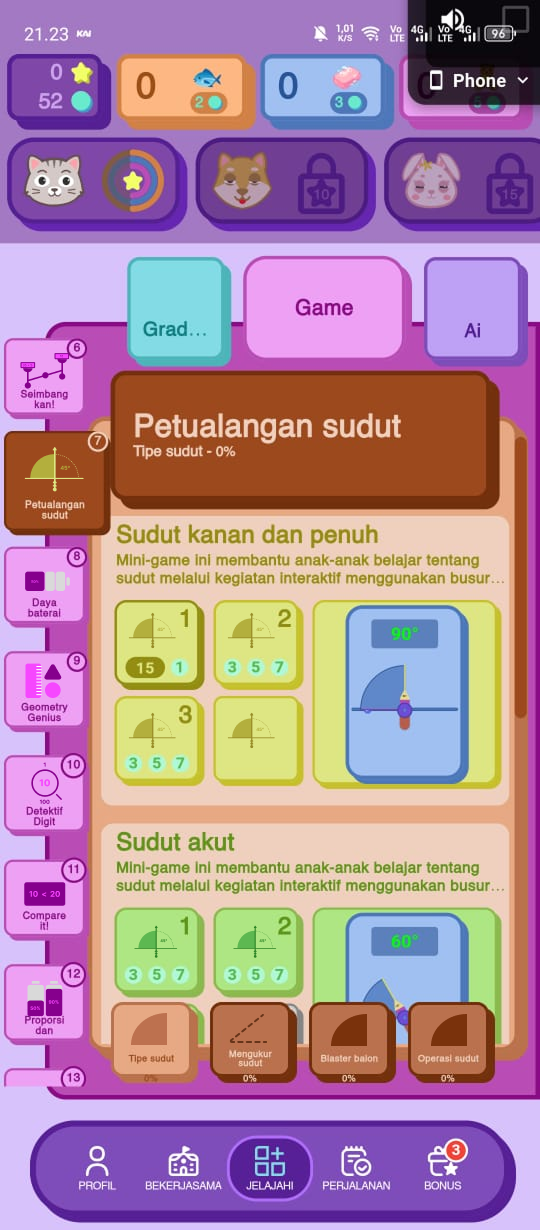 21.23 KAI
1,01 K/S Vo LTE 4G Vo LTE 4G 96
Phone
0
52
0
2
0
3
5
10
15
Grad...
Game
Ai
6
Seimbang
kan!
7
45°
Petualangan
sudut
8
Daya
baterai
9
Geometry
Genius
10
1
10
100
Detektif
Digit
11
10 < 20
Compare
it!
12
50% 80%
Proporsi
dan
13
Petualangan sudut
Tipe sudut - 0%
Sudut kanan dan penuh
Mini-game ini membantu anak-anak belajar tentang
sudut melalui kegiatan interaktif menggunakan busur...
1
15 1
2
3 5 7
3
3 5 7
90°
Sudut akut
Mini-game ini membantu anak-anak belajar tentang
sudut melalui kegiatan interaktif menggunakan busur...
1
3 5 7
2
3 5 7
60°
Tipe sudut
0%
Mengukur
sudut
0%
Blaster balon
0%
Operasi sudut
0%
PROFIL
BEKERJASAMA
JELAJAHI
PERJALANAN
3
BONUS